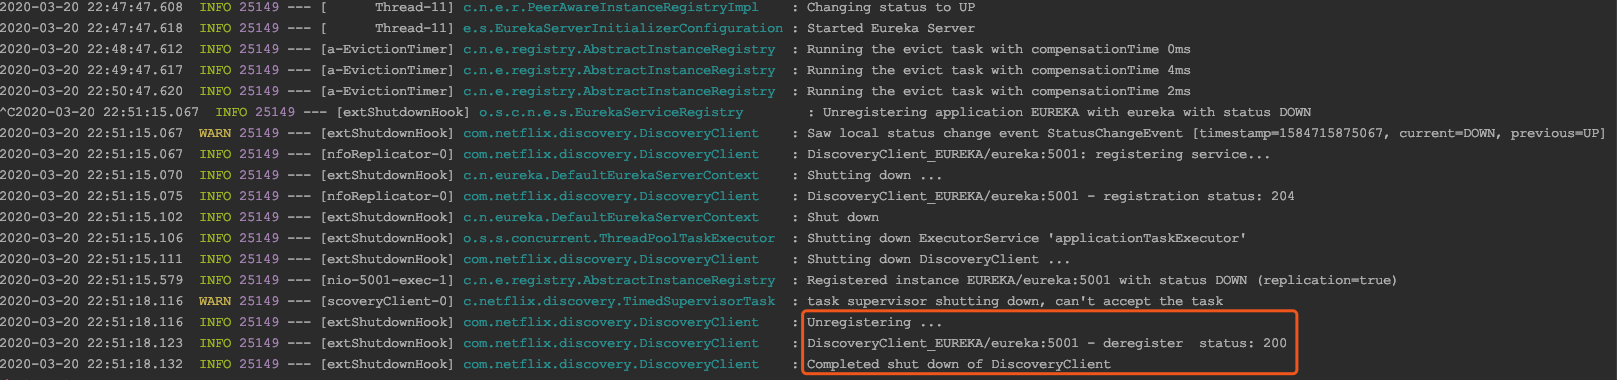 2020-03-20 22:47:47.608  INFO 25149 --- [      Thread-11] c.n.e.r.PeerAwareInstanceRegistryImpl    : Changing status to UP
2020-03-20 22:47:47.618  INFO 25149 --- [      Thread-11] e.s.EurekaServerInitializerConfiguration : Started Eureka Server
2020-03-20 22:48:47.612  INFO 25149 --- [a-EvictionTimer] c.n.e.registry.AbstractInstanceRegistry  : Running the evict task with compensationTime 0ms
2020-03-20 22:49:47.617  INFO 25149 --- [a-EvictionTimer] c.n.e.registry.AbstractInstanceRegistry  : Running the evict task with compensationTime 4ms
2020-03-20 22:50:47.620  INFO 25149 --- [a-EvictionTimer] c.n.e.registry.AbstractInstanceRegistry  : Running the evict task with compensationTime 2ms
^C2020-03-20 22:51:15.067  INFO 25149 --- [extShutdownHook] o.s.c.n.e.s.EurekaServiceRegistry        : Unregistering application EUREKA with eureka with status DOWN
2020-03-20 22:51:15.067  WARN 25149 --- [extShutdownHook] com.netflix.discovery.DiscoveryClient    : Saw local status change event StatusChangeEvent [timestamp=1584715875067, current=DOWN, previous=UP]
2020-03-20 22:51:15.067  INFO 25149 --- [nfoReplicator-0] com.netflix.discovery.DiscoveryClient    : DiscoveryClient_EUREKA/eureka:5001: registering service...
2020-03-20 22:51:15.070  INFO 25149 --- [extShutdownHook] c.n.eureka.DefaultEurekaServerContext    : Shutting down ...
2020-03-20 22:51:15.075  INFO 25149 --- [nfoReplicator-0] com.netflix.discovery.DiscoveryClient    : DiscoveryClient_EUREKA/eureka:5001 - registration status: 204
2020-03-20 22:51:15.102  INFO 25149 --- [extShutdownHook] c.n.eureka.DefaultEurekaServerContext    : Shut down
2020-03-20 22:51:15.106  INFO 25149 --- [extShutdownHook] o.s.s.concurrent.ThreadPoolTaskExecutor  : Shutting down ExecutorService 'applicationTaskExecutor'
2020-03-20 22:51:15.111  INFO 25149 --- [extShutdownHook] com.netflix.discovery.DiscoveryClient    : Shutting down DiscoveryClient ...
2020-03-20 22:51:15.579  INFO 25149 --- [nio-5001-exec-1] c.n.e.registry.AbstractInstanceRegistry  : Registered instance EUREKA/eureka:5001 with status DOWN (replication=true)
2020-03-20 22:51:18.116  WARN 25149 --- [scoveryClient-0] c.netflix.discovery.TimedSupervisorTask  : task supervisor shutting down, can't accept the task
2020-03-20 22:51:18.116  INFO 25149 --- [extShutdownHook] com.netflix.discovery.DiscoveryClient    : Unregistering ...
2020-03-20 22:51:18.123  INFO 25149 --- [extShutdownHook] com.netflix.discovery.DiscoveryClient    : DiscoveryClient_EUREKA/eureka:5001 - deregister  status: 200
2020-03-20 22:51:18.132  INFO 25149 --- [extShutdownHook] com.netflix.discovery.DiscoveryClient    : Completed shut down of DiscoveryClient